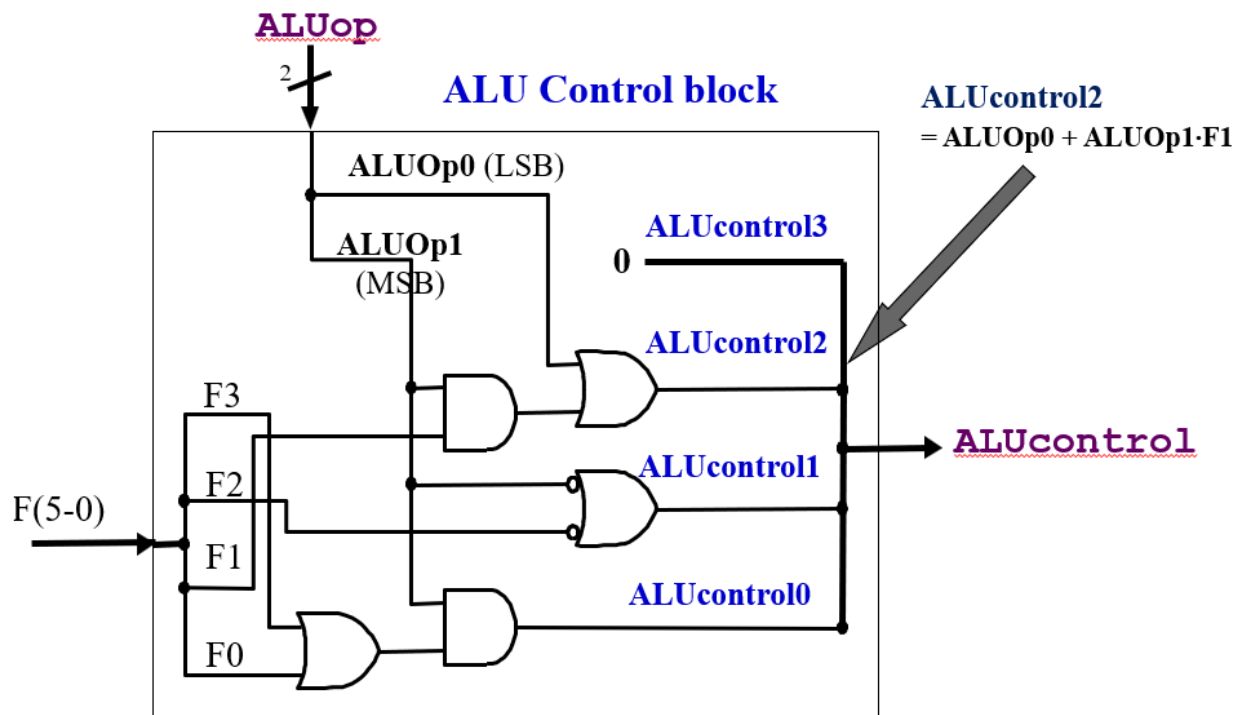 ALUop
2
ALU Control block
ALUcontrol2
= ALUOp0 + ALUOp1·F1
ALUOp0 (LSB)
ALUcontrol3
ALUOp1
(MSB)
0
ALUcontrol2
F3
ALUcontrol
ALUcontrol1
F2
F(5-0)
F1
ALUcontrol0
F0